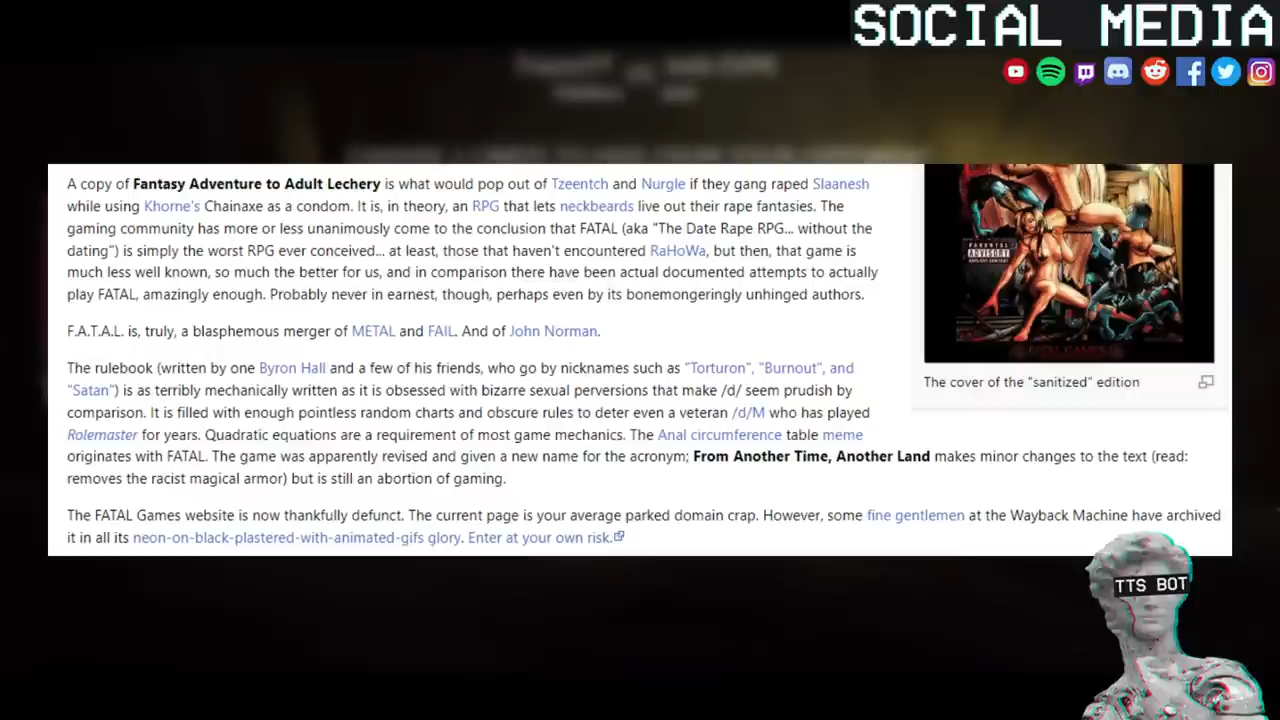 SOCIAL MEDIA
A copy of Fantasy Adventure to Adult Lechery is what would pop out of Tzeentch and Nurgle if they gang raped Slaanesh
while using Khorne's Chainaxe as a condom. It is, in theory, an RPG that lets neckbeards live out their rape fantasies. The
gaming community has more or less unanimously come to the conclusion that FATAL (aka "The Date Rape RPG... without the
dating") is simply the worst RPG ever conceived... at least, those that haven't encountered RaHoWa, but then, that game is
much less well known, so much the better for us, and in comparison there have been actual documented attempts to actually
play FATAL, amazingly enough. Probably never in earnest, though, perhaps even by its bonemongeringly unhinged authors.
F.A.T.A.L. is, truly, a blasphemous merger of METAL and FAIL. And of John Norman.
The rulebook (written by one Byron Hall and a few of his friends, who go by nicknames such as "Torturon", "Burnout", and
"Satan") is as terribly mechanically written as it is obsessed with bizarre sexual perversions that make /d/ seem prudish by
comparison. It is filled with enough pointless random charts and obscure rules to deter even a veteran /d/M who has played
Rolemaster for years. Quadratic equations are a requirement of most game mechanics. The Anal circumference table meme
originates with FATAL. The game was apparently revised and given a new name for the acronym; From Another Time, Another Land makes minor changes to the text (read:
removes the racist magical armor) but is still an abortion of gaming.
The FATAL Games website is now thankfully defunct. The current page is your average parked domain crap. However, some fine gentlemen at the Wayback Machine have archived
it in all its neon-on-black-plastered-with-animated-gifs glory. Enter at your own risk.
PARENTAL
ADVISORY
EXPLICIT CONTENT
The cover of the "sanitized" edition
TTS BOT